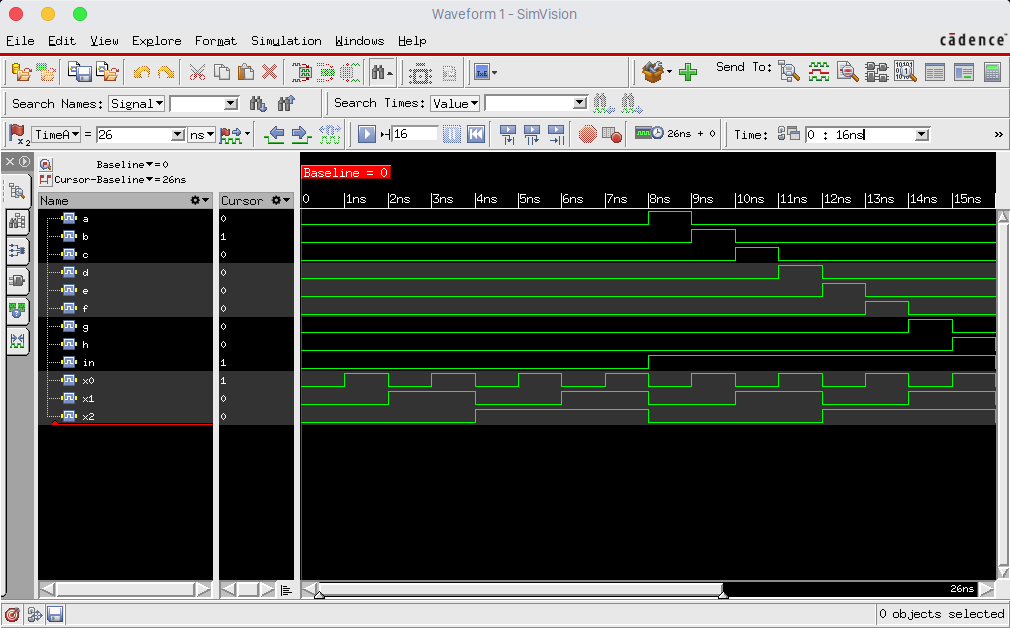 Waveform 1 - SimVision
File Edit View Explore Format Simulation Windows Help
cādence
Send To:
Search Names: Signal
Search Times: Value
TimeA = 26 ns
16
26ns + 0
Time: 0 : 16ns
»
Baseline = 0
Cursor-Baseline = 26ns
Baseline = 0
Name
Cursor
0 1ns 2ns 3ns 4ns 5ns 6ns 7ns 8ns 9ns 10ns 11ns 12ns 13ns 14ns 15ns
a 0
b 1
c 0
d 0
e 0
f 0
g 0
h 0
in 1
x0 1
x1 0
x2 0
26ns
0 objects selected